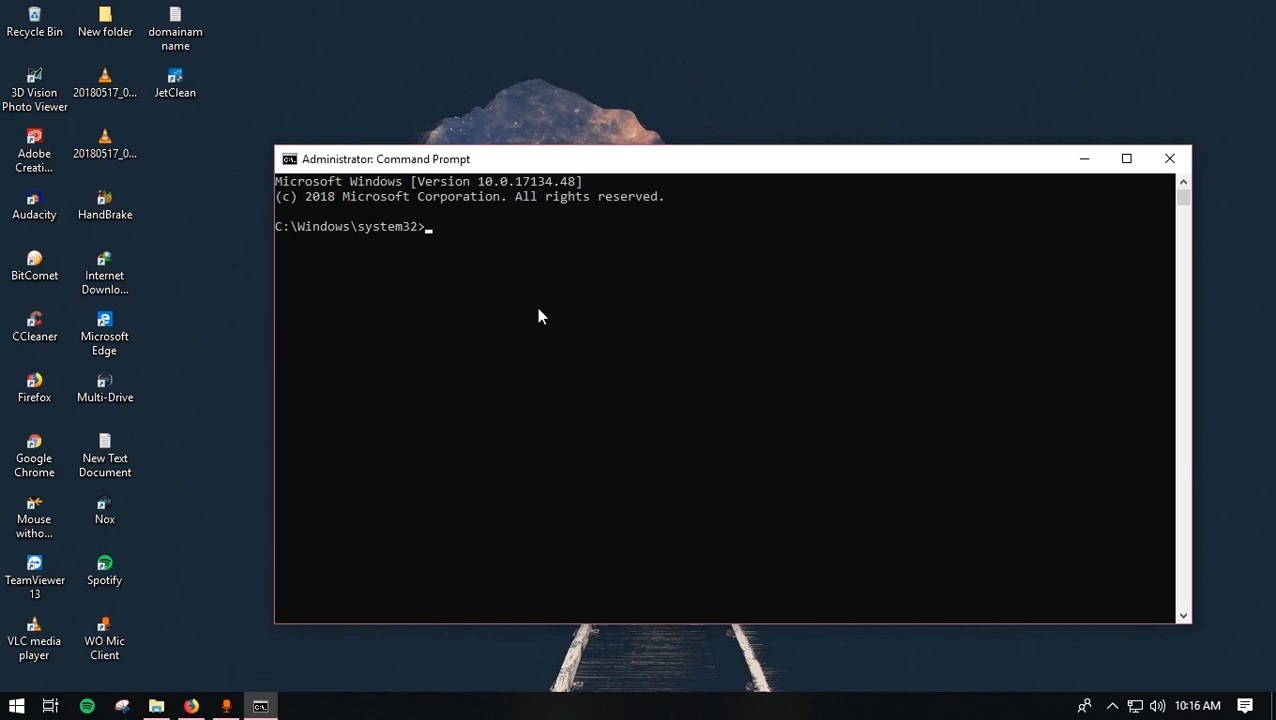 Recycle Bin
New folder
domainam
name
3D Vision
Photo Viewer
20180517_0...
JetClean
Adobe
Creati...
20180517_0...
Audacity
HandBrake
BitComet
Internet
Downlo...
CCleaner
Microsoft
Edge
Firefox
Multi-Drive
Google
Chrome
New Text
Document
Mouse
witho...
Nox
TeamViewer
13
Spotify
VLC media
player
WO Mic
Client
Administrator: Command Prompt
Microsoft Windows [Version 10.0.17134.48]
(c) 2018 Microsoft Corporation. All rights reserved.
C:\Windows\system32>
10:16 AM